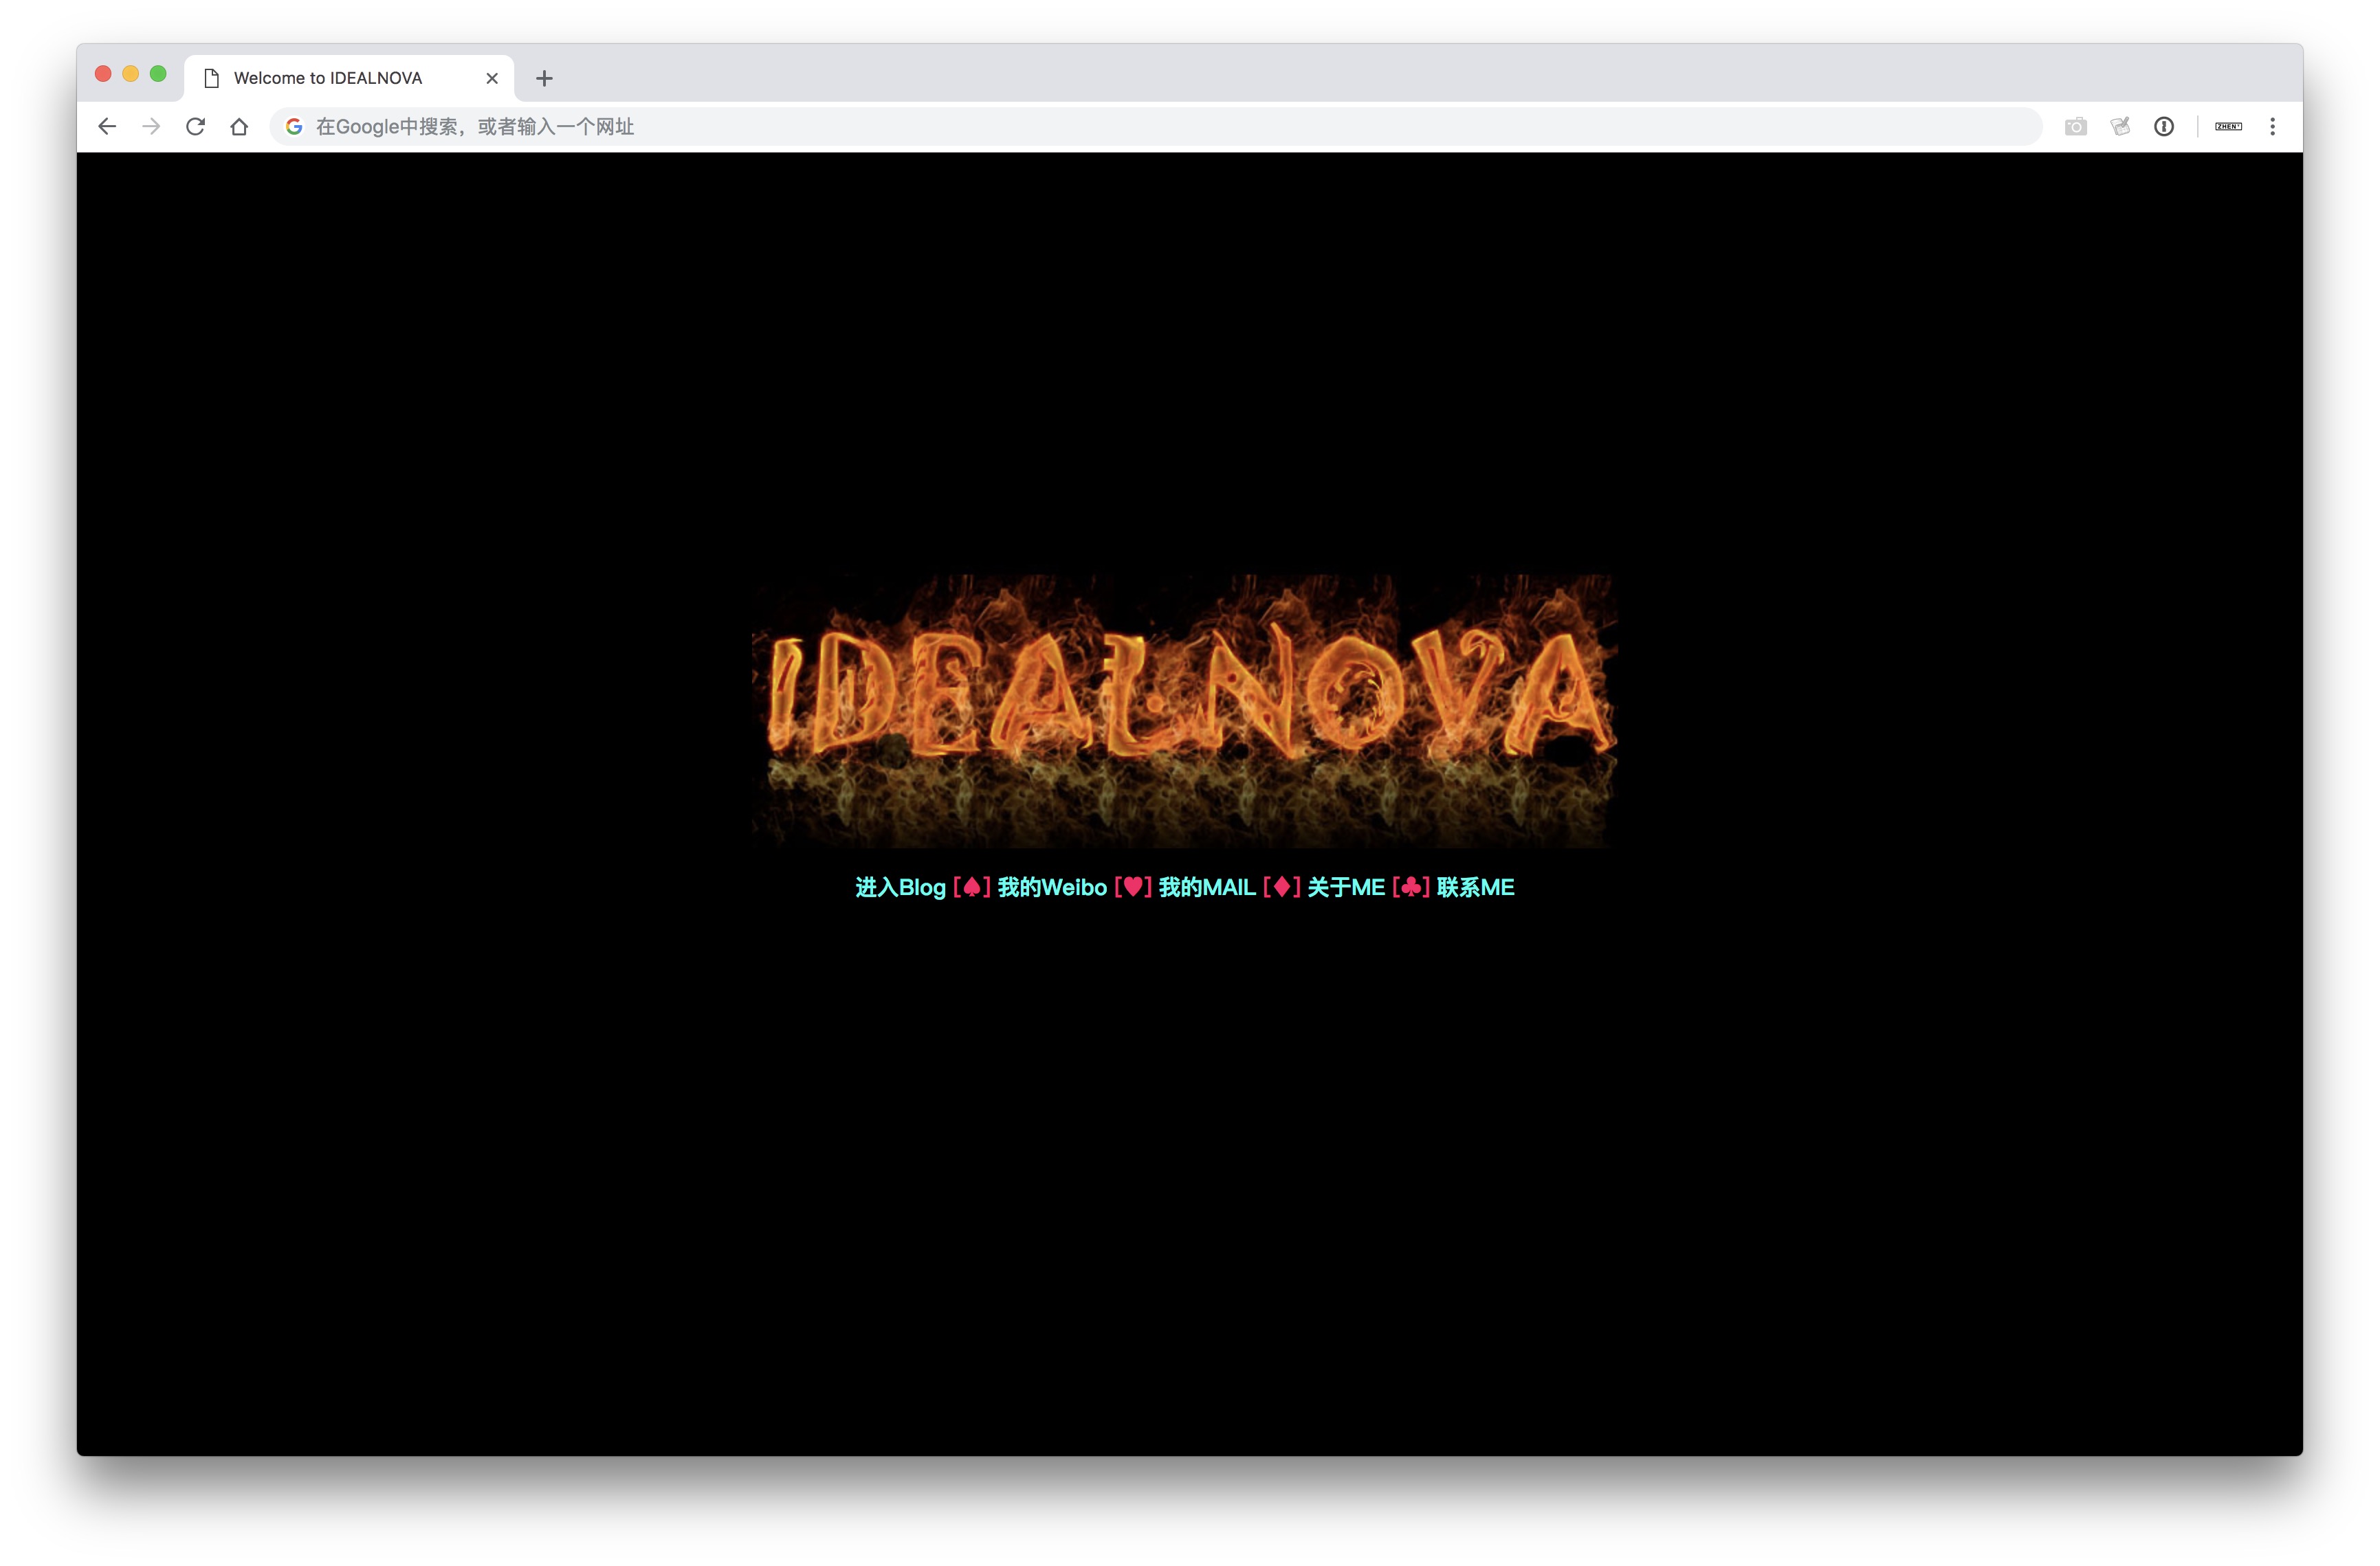 Welcome to IDEALNOVA
在Google中搜索，或者输入一个网址
ZHEN'
IDEALNOVA
进入Blog [♠] 我的Weibo [♥] 我的MAIL [♦] 关于ME [♣] 联系ME